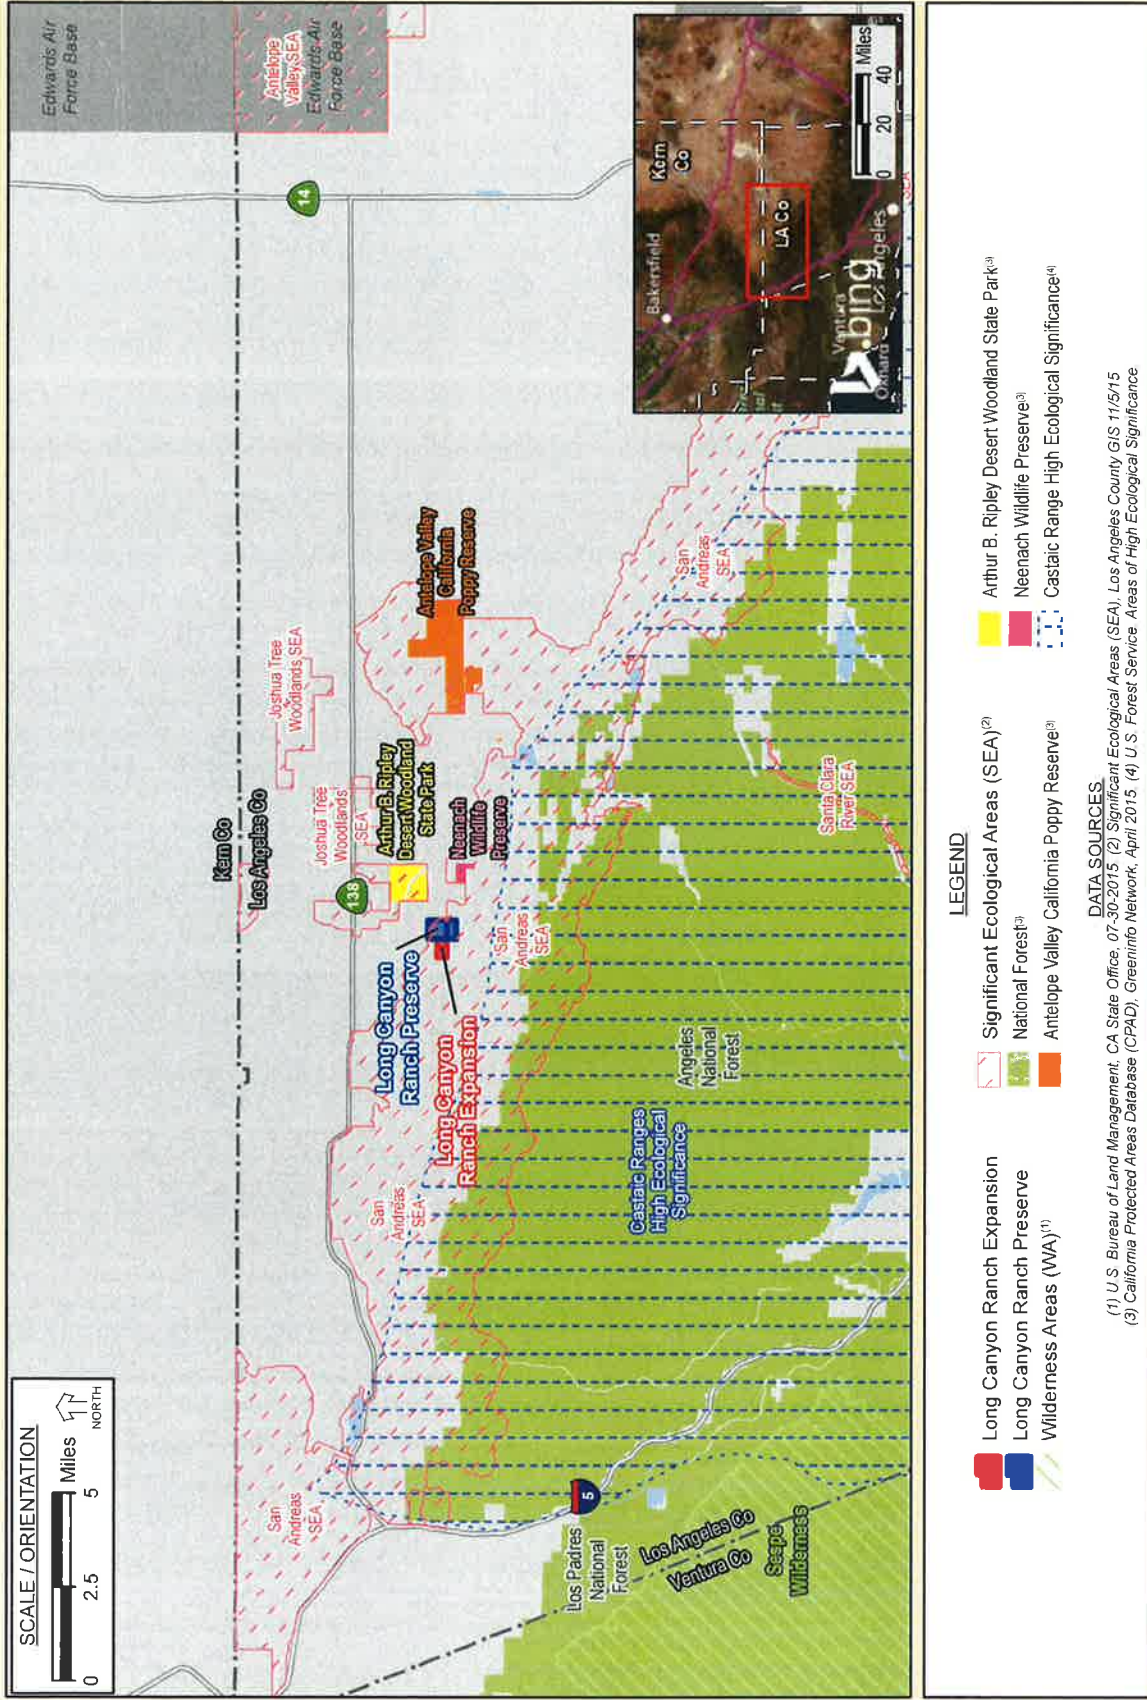 SCALE / ORIENTATION
0 2.5 5 Miles
NORTH
Edwards Air
Force Base
Antelope
Valley SEA
Edwards Air
Force Base
14
Kern Co
Los Angeles Co
San
Andreas
SEA
Joshua Tree
Woodlands SEA
Joshua Tree
Woodlands
SEA
138
Arthur B. Ripley
Desert Woodland
State Park
Antelope Valley
California
Poppy Reserve
Neenach
Wildlife
Preserve
Long Canyon
Ranch Preserve
Long Canyon
Ranch Expansion
San
Andreas
SEA
San
Andreas
SEA
San
Andreas
SEA
Castaic Ranges
High Ecological
Significance
Angeles
National
Forest
Santa Clara
River SEA
5
Los Padres
National
Forest
Los Angeles Co
Ventura Co
Sespe
Wilderness
Bakersfield
Kern
Co
LA Co
Ventura
Oxnard
Los Angeles
bing
0 20 40
Miles
SEA
LEGEND
Long Canyon Ranch Expansion
Long Canyon Ranch Preserve
Wilderness Areas (WA)(1)
Significant Ecological Areas (SEA)(2)
National Forest(3)
Antelope Valley California Poppy Reserve(3)
Arthur B. Ripley Desert Woodland State Park(3)
Neenach Wildlife Preserve(3)
Castaic Range High Ecological Significance(4)
DATA SOURCES
(1) U.S. Bureau of Land Management, CA State Office, 07-30-2015, (2) Significant Ecological Areas (SEA), Los Angeles County GIS 11/5/15
(3) California Protected Areas Database (CPAD), Greeninfo Network, April 2015, (4) U.S. Forest Service, Areas of High Ecological Significance